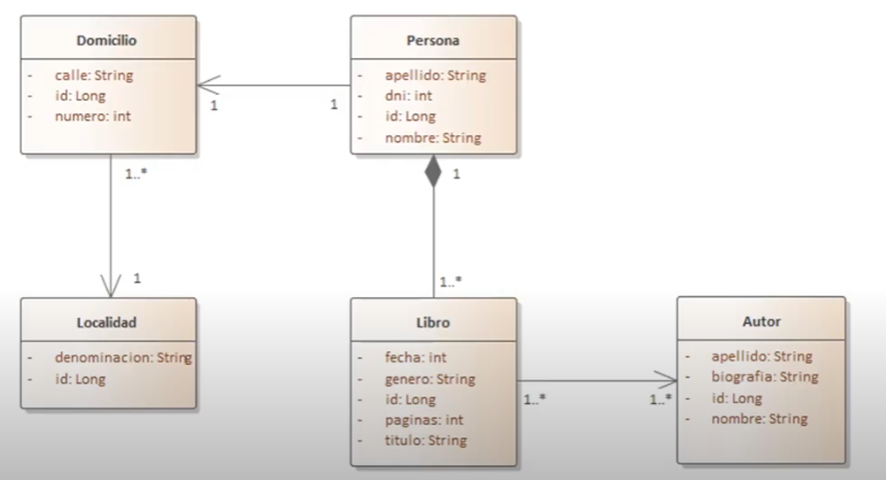 Domicilio
- calle: String
- id: Long
- numero: int
Persona
- apellido: String
- dni: int
- id: Long
- nombre: String
1
1
1..*
1
1
1..*
Localidad
- denominacion: String
- id: Long
Libro
- fecha: int
- genero: String
- id: Long
- paginas: int
- titulo: String
1..*
1..*
Autor
- apellido: String
- biografia: String
- id: Long
- nombre: String